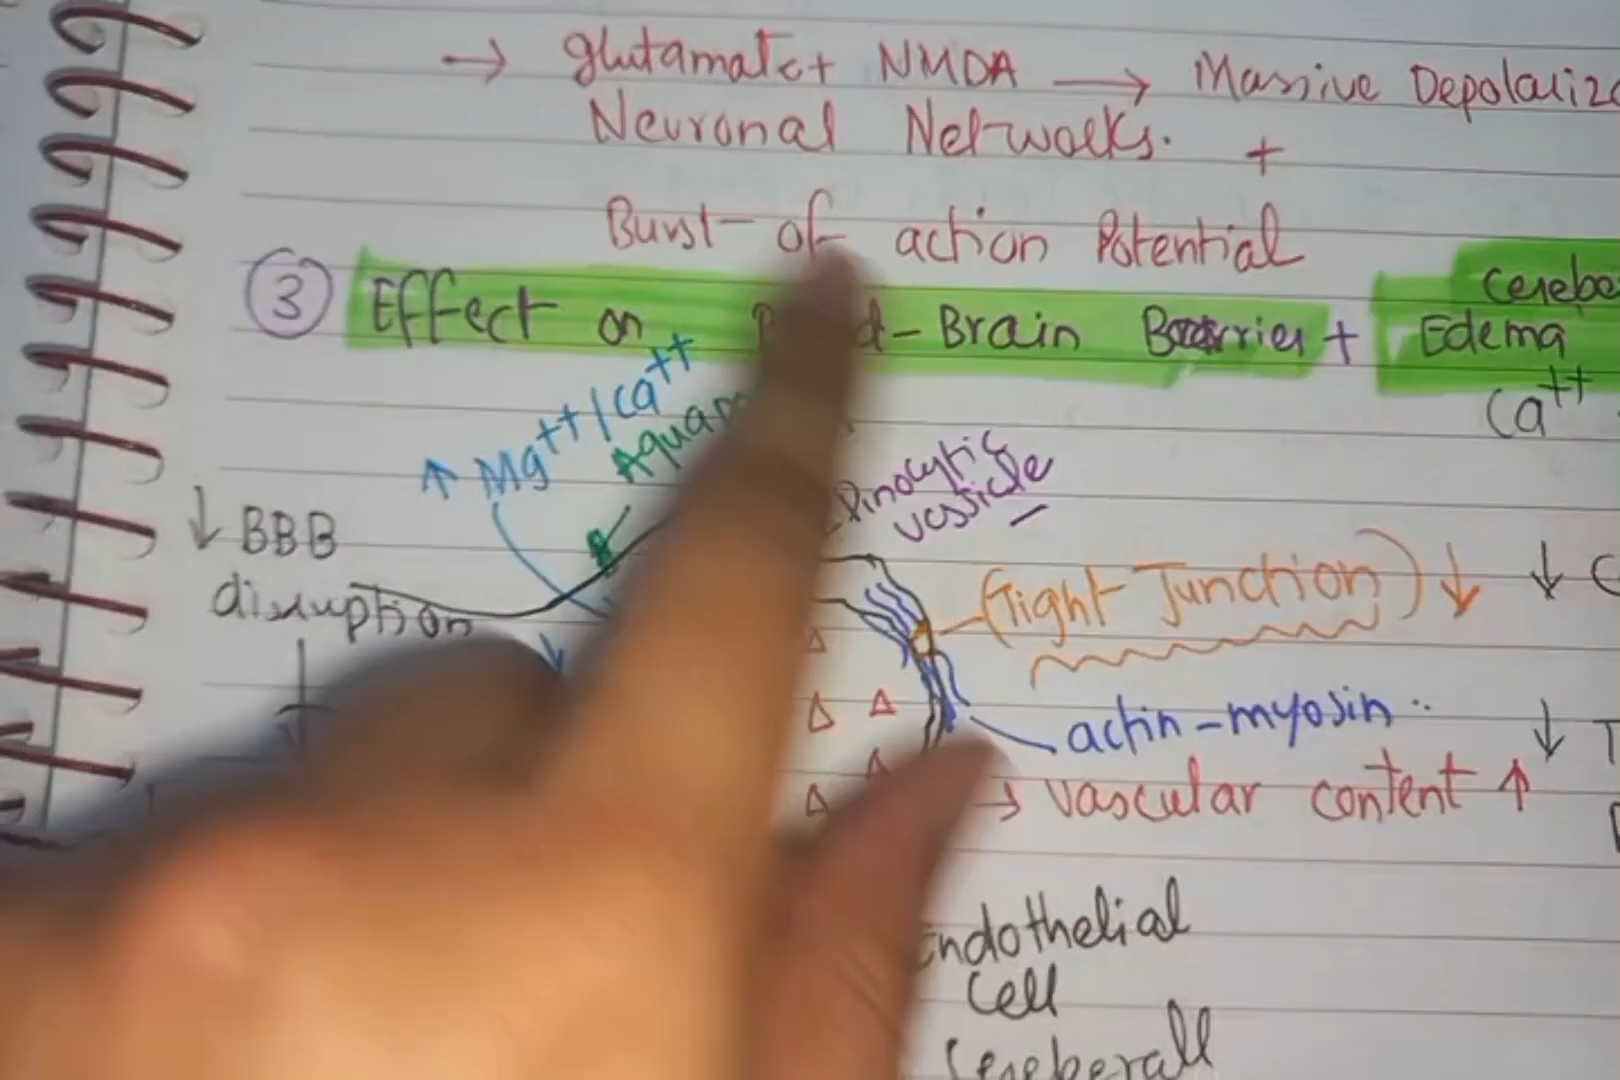 → glutamate + NMDA → Massive
Neuronal Networks. +
Burst of action Potential
③ Effect on -Brain Barrier + Edema
↑ Mg++/Ca++
Ca++
Pinocytic
vessicle
↓ BBB
disruption
(Tight Junction) ↓
↓
actin-myosin
↓
→ vascular content ↑
Endothelial
Cell
Cereberall